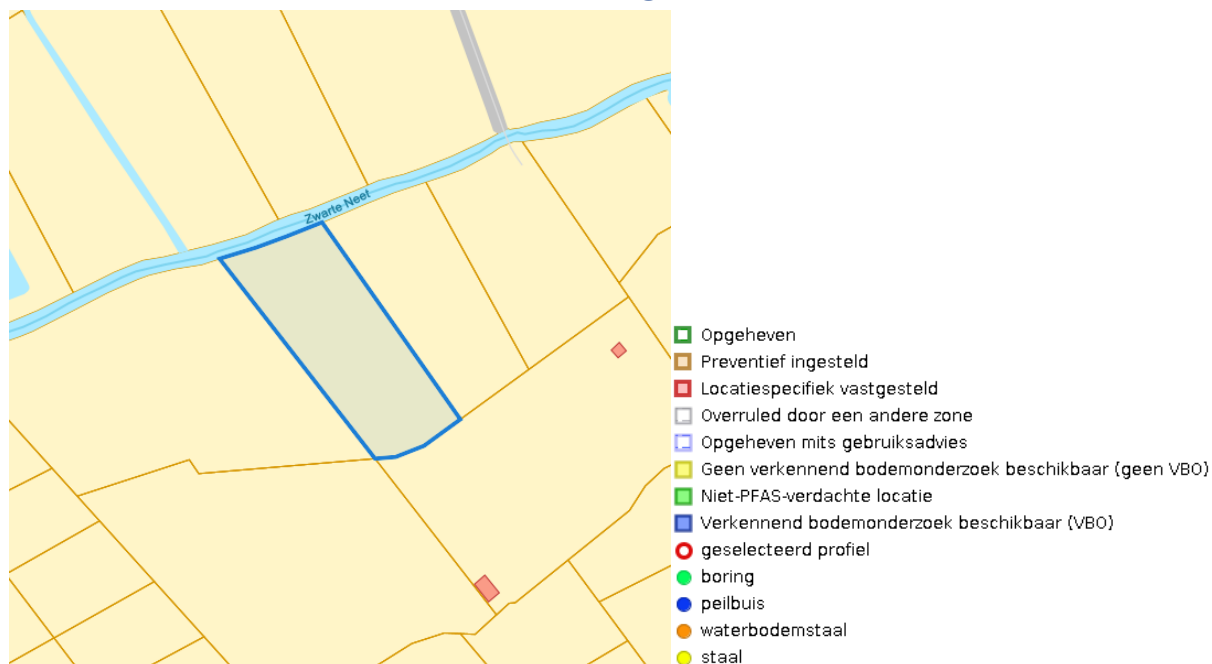 Zwarte Neet
Opgeheven
Preventief ingesteld
Locatiespecifiek vastgesteld
Overruled door een andere zone
Opgeheven mits gebruiksadvies
Geen verkennend bodemonderzoek beschikbaar (geen VBO)
Niet-PFAS-verdachte locatie
Verkennend bodemonderzoek beschikbaar (VBO)
geselecteerd profiel
boring
peilbuis
waterbodemstaal
staal